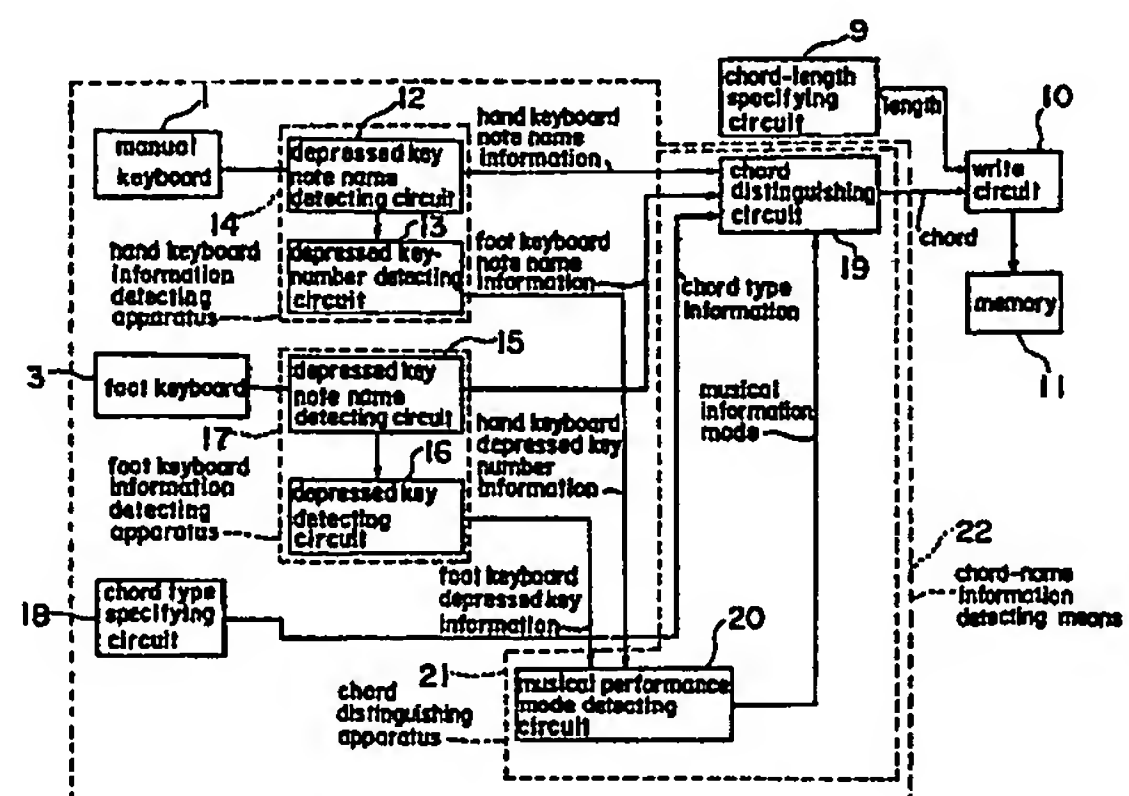 9
chord-length
specifying
circuit
length
10
write
circuit
1
manual
keyboard
12
depressed key
note name
detecting circuit
hand keyboard
note name
information
chord
distinguishing
circuit
19
chord
14
13
depressed key-
number detecting
circuit
hand keyboard
information
detecting
apparatus
foot keyboard
note name
information
chord type
information
memory
11
3
foot keyboard
15
depressed key
note name
detecting circuit
17
16
depressed key
detecting
circuit
foot keyboard
information
detecting
apparatus
hand keyboard
depressed key
number
information
musical
information
mode
22
chord-name
information
detecting means
18
chord type
specifying
circuit
foot keyboard
depressed key
information
20
21
musical performance
mode detecting
circuit
chord
distinguishing
apparatus